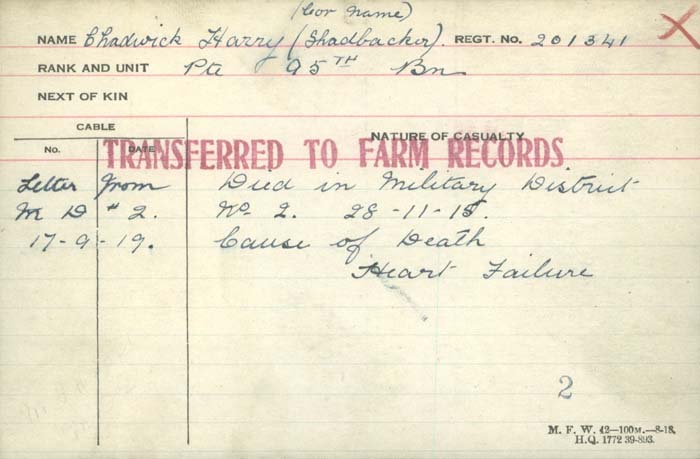 (Cor name)
NAME Chadwick Harry (Shadbacker). REGT. No. 201341
RANK AND UNIT Pte 95TH Bn
NEXT OF KIN
CABLE
No. DATE NATURE OF CASUALTY
TRANSFERRED TO FARM RECORDS
Letter from Died in Military District
M D # 2. No. 2. 28-11-15.
17-9-19. Cause of Death
Heart Failure
2
M. F. W. 42—100M.—8-18.
H.Q. 1772 39-893.